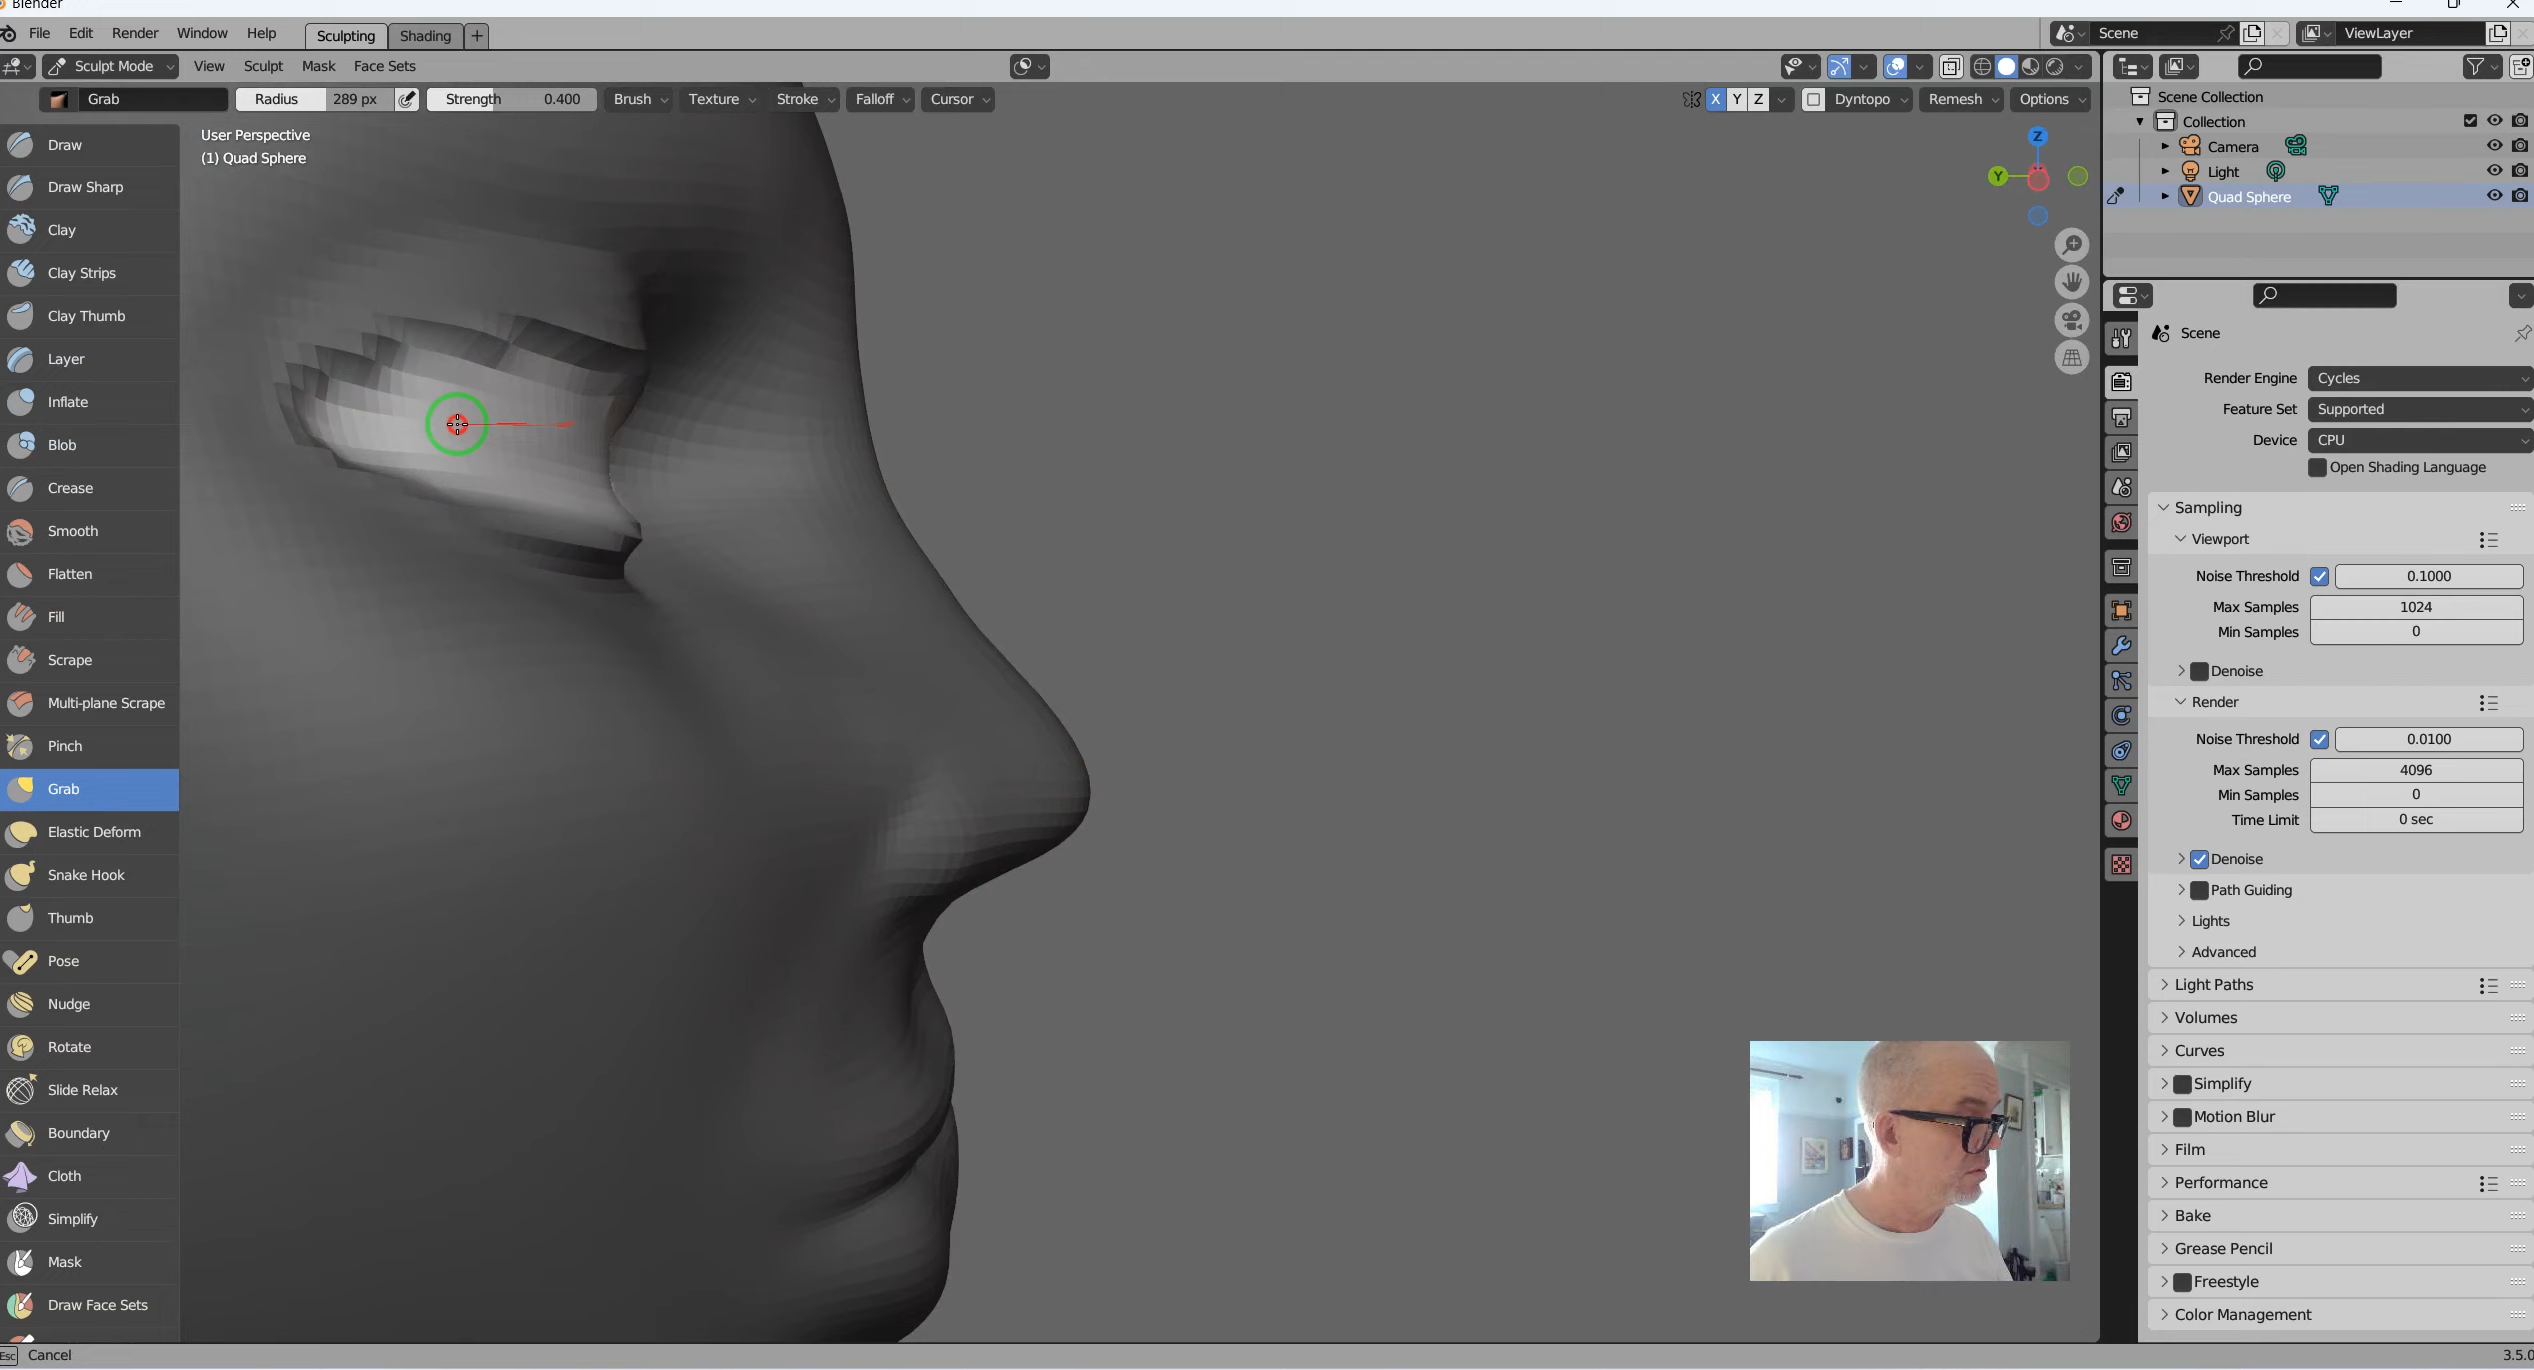 Blender
File Edit Render Window Help Sculpting Shading + Scene ViewLayer
Sculpt Mode View Sculpt Mask Face Sets
Grab Radius 289 px Strength 0.400 Brush Texture Stroke Falloff Cursor X Y Z Dyntopo Remesh Options
User Perspective
(1) Quad Sphere
Draw
Draw Sharp
Clay
Clay Strips
Clay Thumb
Layer
Inflate
Blob
Crease
Smooth
Flatten
Fill
Scrape
Multi-plane Scrape
Pinch
Grab
Elastic Deform
Snake Hook
Thumb
Pose
Nudge
Rotate
Slide Relax
Boundary
Cloth
Simplify
Mask
Draw Face Sets
Z
Y
Scene Collection
Collection
Camera
Light
Quad Sphere
Scene
Render Engine Cycles
Feature Set Supported
Device CPU
Open Shading Language
Sampling
Viewport
Noise Threshold 0.1000
Max Samples 1024
Min Samples 0
Denoise
Render
Noise Threshold 0.0100
Max Samples 4096
Min Samples 0
Time Limit 0 sec
Denoise
Path Guiding
Lights
Advanced
Light Paths
Volumes
Curves
Simplify
Motion Blur
Film
Performance
Bake
Grease Pencil
Freestyle
Color Management
Esc Cancel 3.5.0